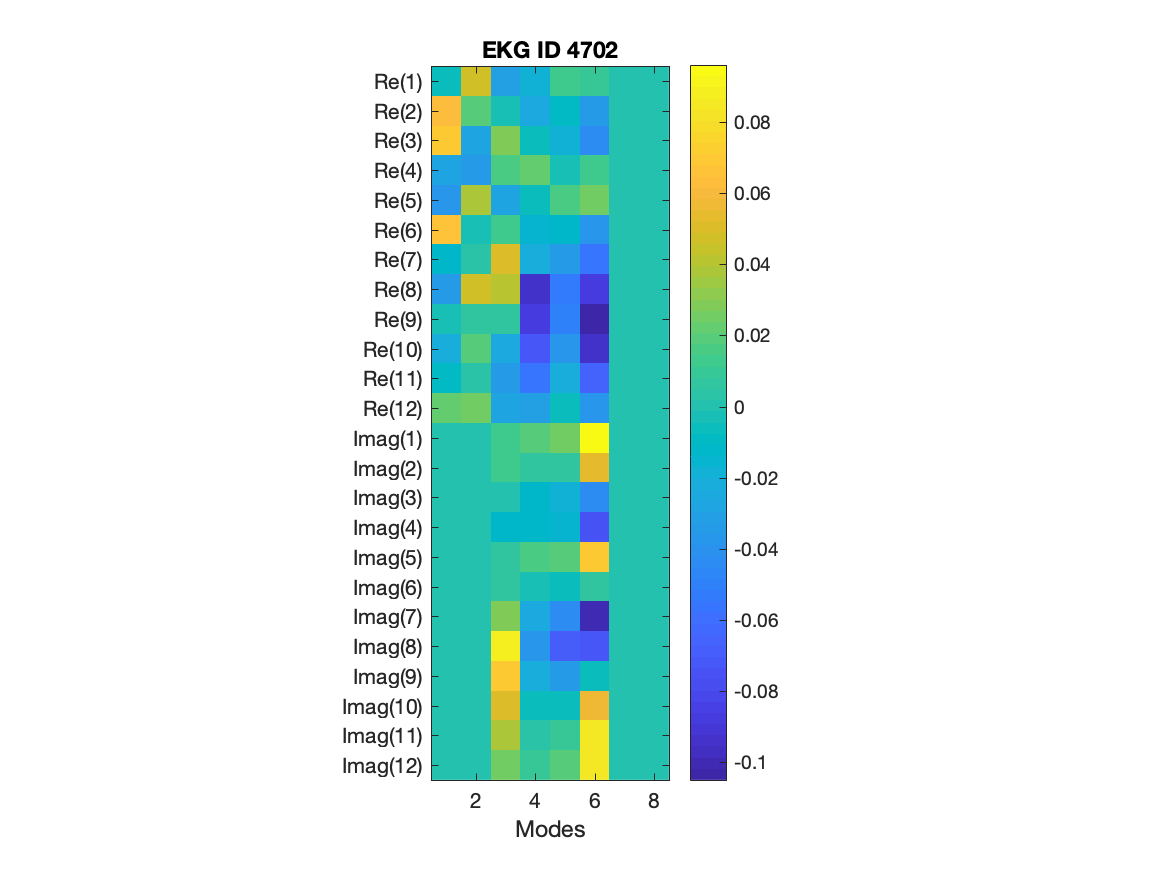 EKG ID 4702
Re(1)
Re(2)
Re(3)
Re(4)
Re(5)
Re(6)
Re(7)
Re(8)
Re(9)
Re(10)
Re(11)
Re(12)
Imag(1)
Imag(2)
Imag(3)
Imag(4)
Imag(5)
Imag(6)
Imag(7)
Imag(8)
Imag(9)
Imag(10)
Imag(11)
Imag(12)
2 4 6 8
Modes
0.08
0.06
0.04
0.02
0
-0.02
-0.04
-0.06
-0.08
-0.1